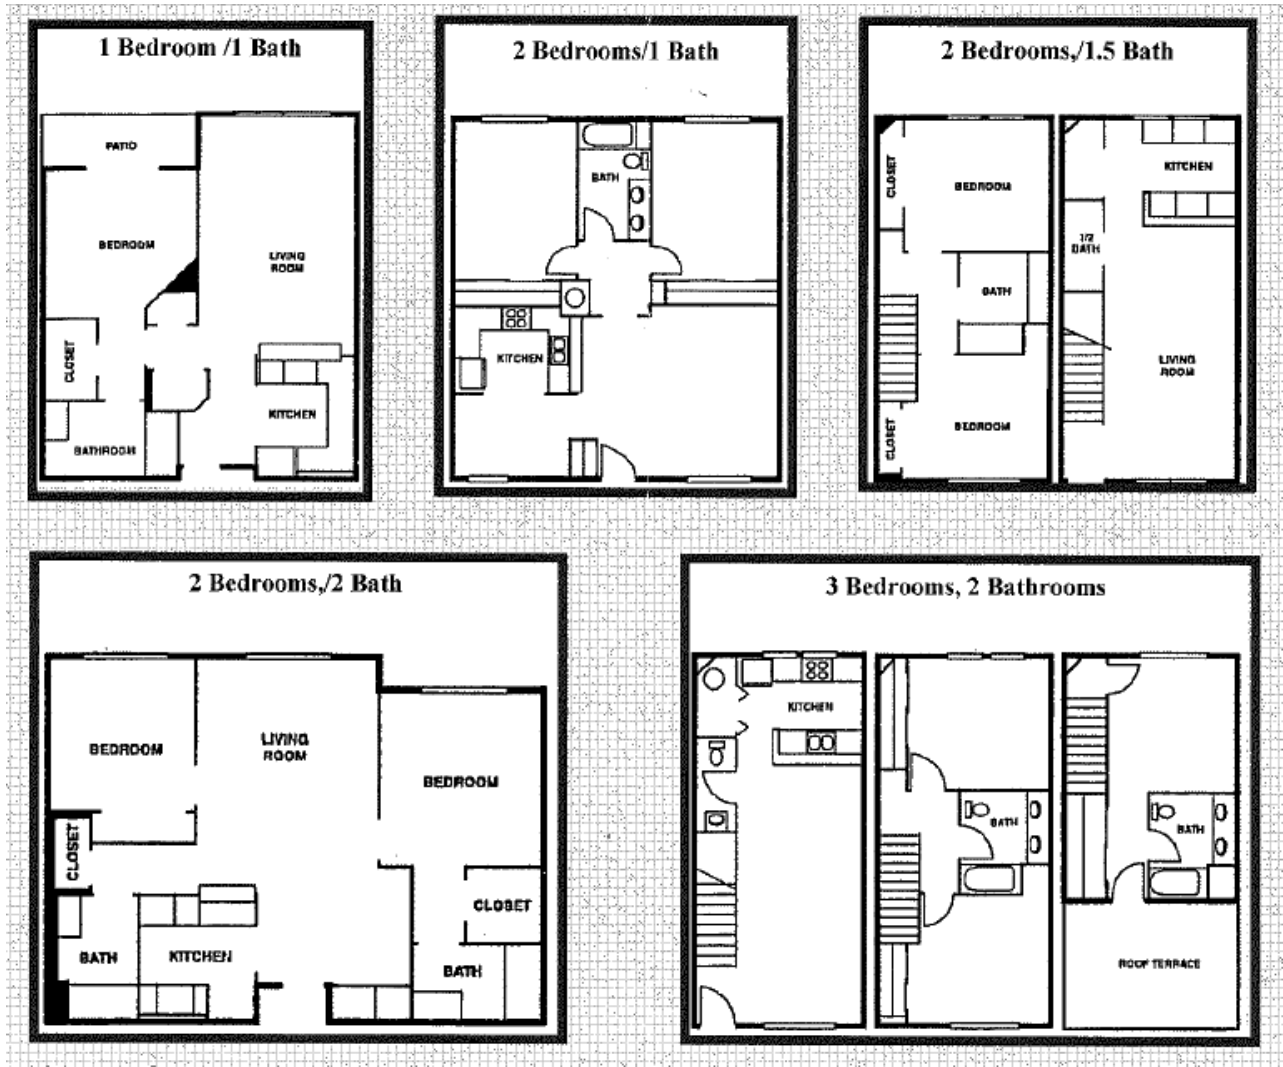 1 Bedroom /1 Bath
PATIO
BEDROOM
LIVING
ROOM
CLOSET
KITCHEN
BATHROOM
2 Bedrooms/1 Bath
BATH
KITCHEN
2 Bedrooms,/1.5 Bath
CLOSET
BEDROOM
BATH
CLOSET
BEDROOM
KITCHEN
1/2
BATH
LIVING
ROOM
2 Bedrooms,/2 Bath
BEDROOM
LIVING
ROOM
BEDROOM
CLOSET
CLOSET
BATH
KITCHEN
BATH
3 Bedrooms, 2 Bathrooms
KITCHEN
BATH
BATH
ROOF TERRACE